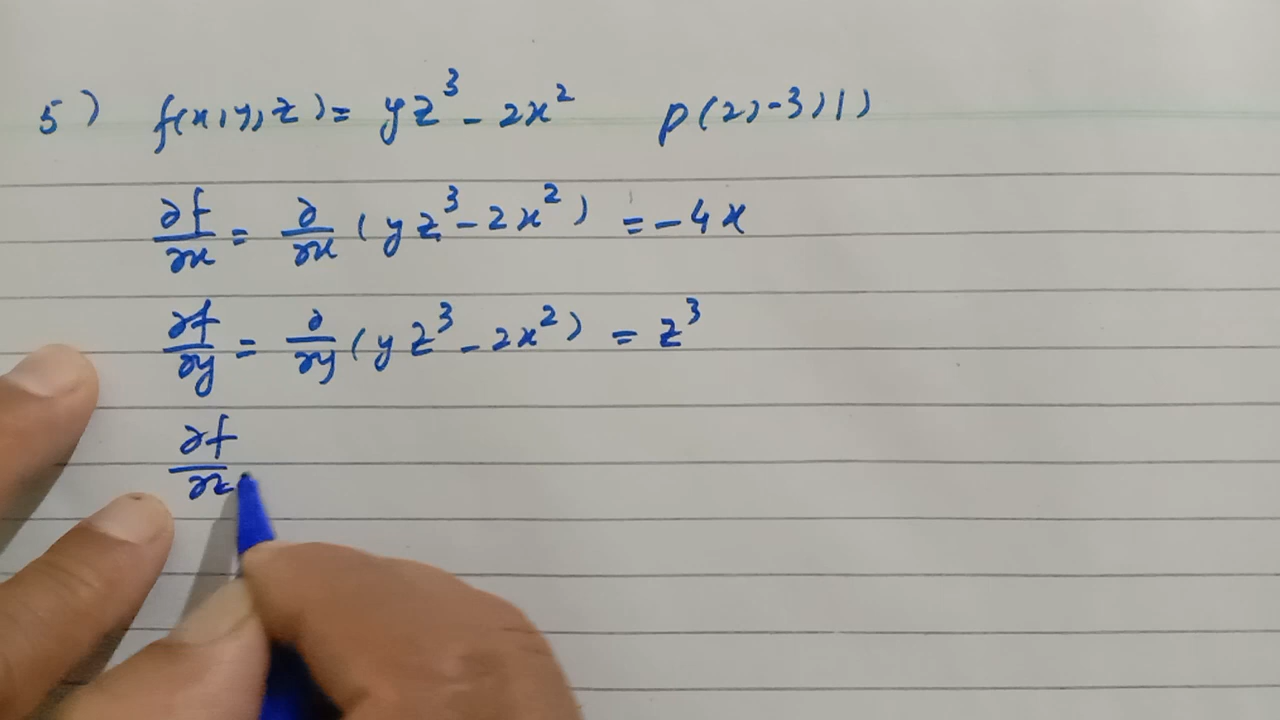 5) f(x,y,z) = yz³ - 2x² P(2,-3,1)
∂f/∂x = ∂/∂x (yz³ - 2x²) = -4x
∂f/∂y = ∂/∂y (yz³ - 2x²) = z³
∂f/∂z